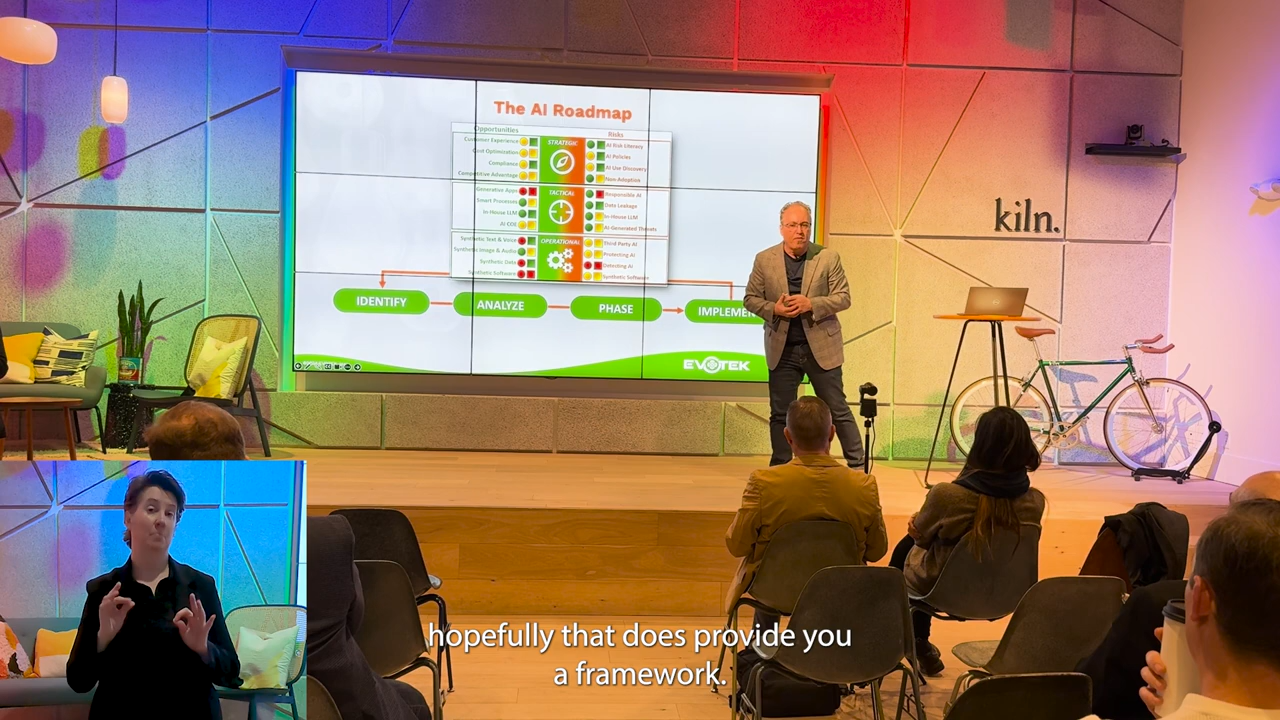 The AI Roadmap
Opportunities
Risks
Customer Experience
STRATEGIC
AI Risk Literacy
Cost Optimization
AI Policies
Compliance
AI Use Discovery
Competitive Advantage
Non-Adoption
Generative Apps
TACTICAL
Responsible AI
Smart Processes
Data Leakage
In-House LLM
In-House LLM
AI COE
AI-Generated Threats
Synthetic Text & Voice
OPERATIONAL
Third Party AI
Synthetic Image & Audio
Protecting AI
Synthetic Data
Detecting AI
Synthetic Software
Synthetic Software
IDENTIFY
ANALYZE
PHASE
IMPLEMEN
EVOTEK
kiln.
hopefully that does provide you
a framework.